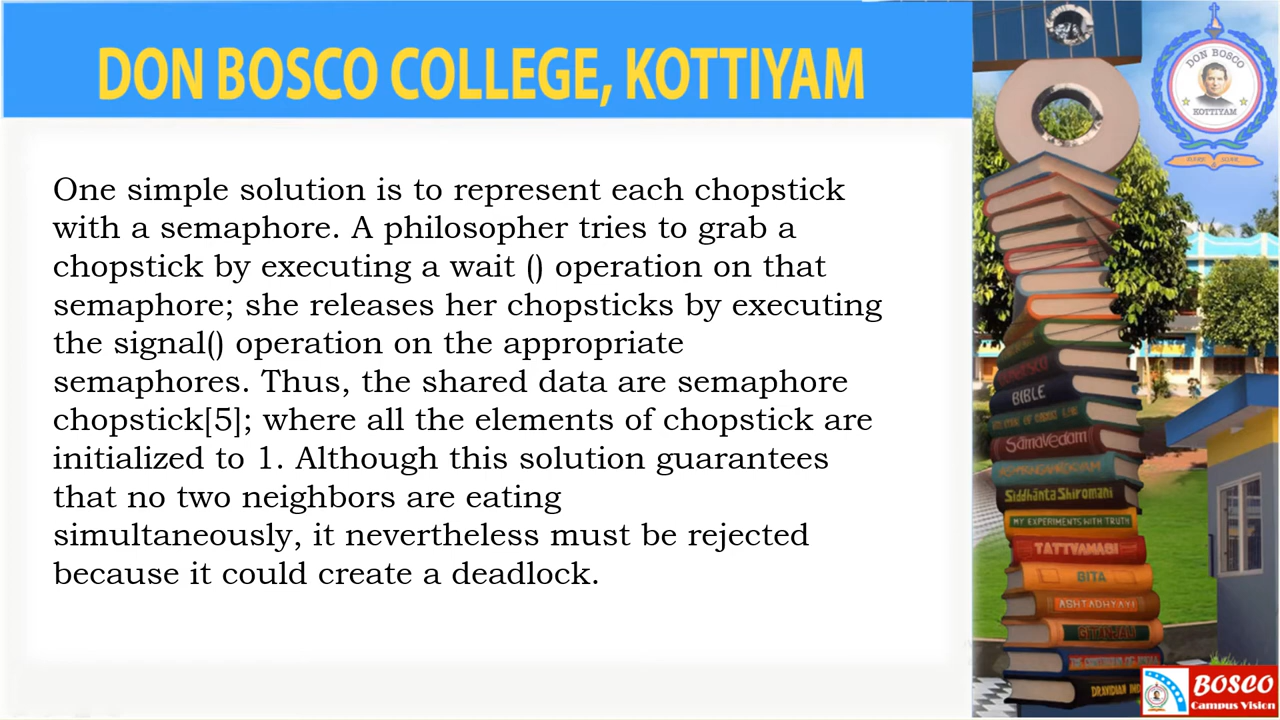 DON BOSCO COLLEGE, KOTTIYAM
DON BOSCO
KOTTIYAM
One simple solution is to represent each chopstick
with a semaphore. A philosopher tries to grab a
chopstick by executing a wait () operation on that
semaphore; she releases her chopsticks by executing
the signal() operation on the appropriate
semaphores. Thus, the shared data are semaphore
chopstick[5]; where all the elements of chopstick are
initialized to 1. Although this solution guarantees
that no two neighbors are eating
simultaneously, it nevertheless must be rejected
because it could create a deadlock.
BIBLE
SamaVedam
Siddhānta Shiromani
MY EXPERIMENTS WITH TRUTH
TATTVAMASI
GITA
ASHTADHYAYI
GITANJALI
DRAVIDIAN
BOSCO
Campus Vision